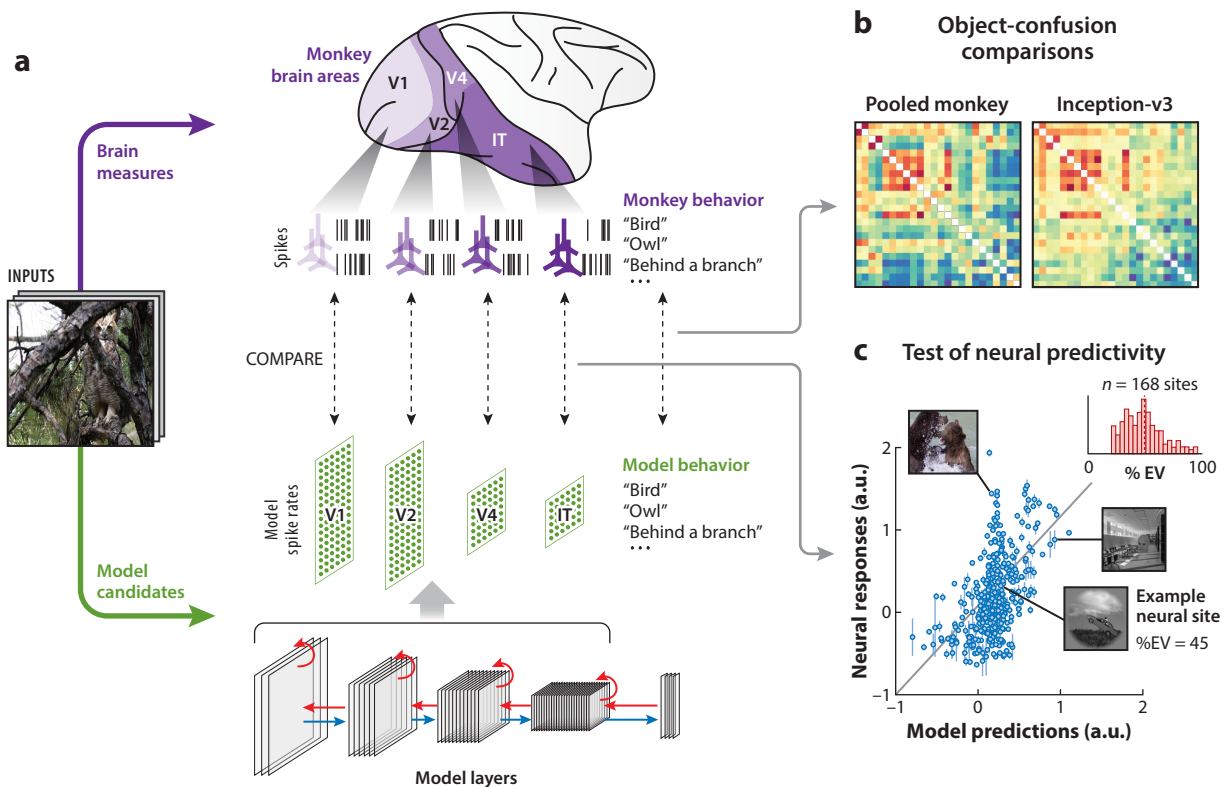 a
Monkey
brain areas
V1
V2
V4
IT
Brain
measures
INPUTS
Spikes
Monkey behavior
“Bird”
“Owl”
“Behind a branch”
• • •
COMPARE
Model
spike rates
V1
V2
V4
IT
Model behavior
“Bird”
“Owl”
“Behind a branch”
• • •
Model
candidates
Model layers
b
Object-confusion
comparisons
Pooled monkey
Inception-v3
c
Test of neural predictivity
n = 168 sites
0
100
% EV
Neural responses (a.u.)
2
1
0
−1
Example
neural site
%EV = 45
−1
0
1
2
Model predictions (a.u.)